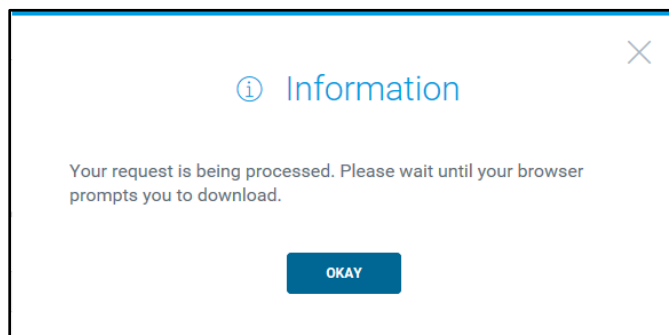 Information
Your request is being processed. Please wait until your browser
prompts you to download.
OKAY